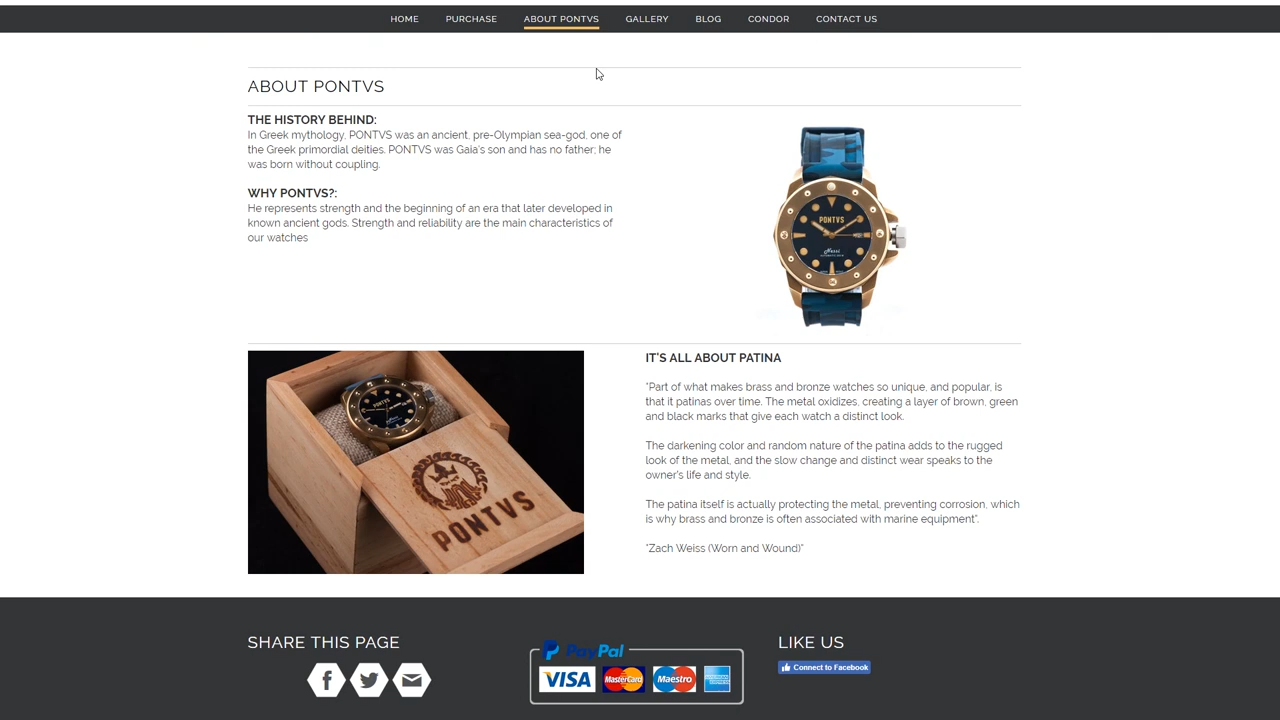 HOME PURCHASE ABOUT PONTVS GALLERY BLOG CONDOR CONTACT US
ABOUT PONTVS
THE HISTORY BEHIND:
In Greek mythology, PONTVS was an ancient, pre-Olympian sea-god, one of
the Greek primordial deities. PONTVS was Gaia's son and has no father; he
was born without coupling.
WHY PONTVS?:
He represents strength and the beginning of an era that later developed in
known ancient gods. Strength and reliability are the main characteristics of
our watches
PONTVS
Nessi
PONTVS
PONTVS
IT'S ALL ABOUT PATINA
"Part of what makes brass and bronze watches so unique, and popular, is
that it patinas over time. The metal oxidizes, creating a layer of brown, green
and black marks that give each watch a distinct look.
The darkening color and random nature of the patina adds to the rugged
look of the metal, and the slow change and distinct wear speaks to the
owner's life and style.
The patina itself is actually protecting the metal, preventing corrosion, which
is why brass and bronze is often associated with marine equipment".
"Zach Weiss (Worn and Wound)"
SHARE THIS PAGE
PayPal
VISA MasterCard Maestro
LIKE US
Connect to Facebook